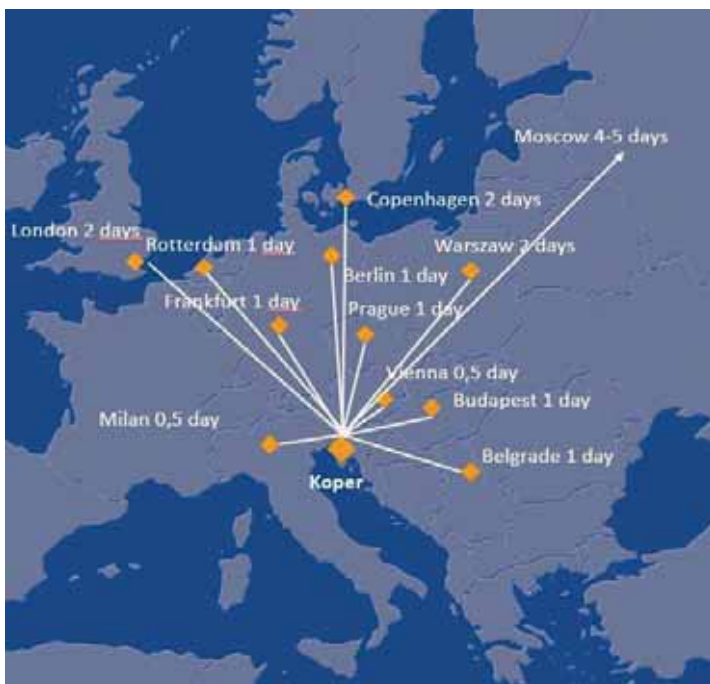 Moscow 4-5 days
Copenhagen 2 days
London 2 days
Rotterdam 1 day
Warszaw 2 days
Berlin 1 day
Frankfurt 1 day
Prague 1 day
Vienna 0,5 day
Budapest 1 day
Milan 0,5 day
Belgrade 1 day
Koper